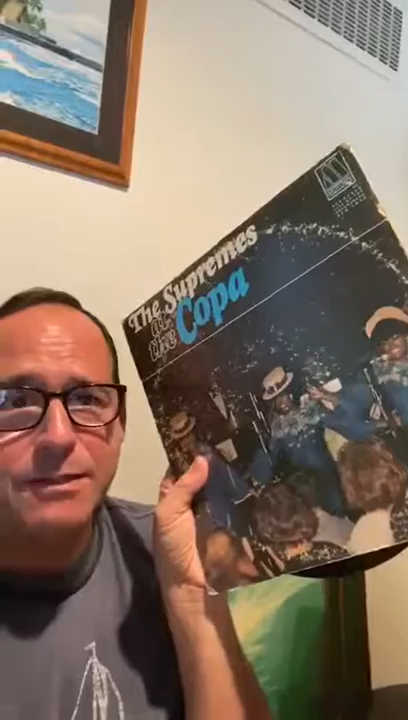 The Supremes
at
the Copa